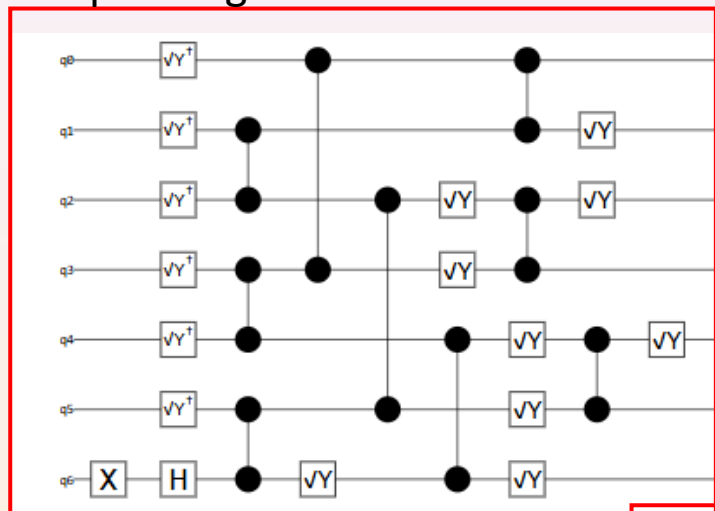 q0 √Y† 
q1 √Y† √Y
q2 √Y† √Y √Y
q3 √Y† √Y
q4 √Y† √Y √Y
q5 √Y† √Y
q6 X H √Y √Y